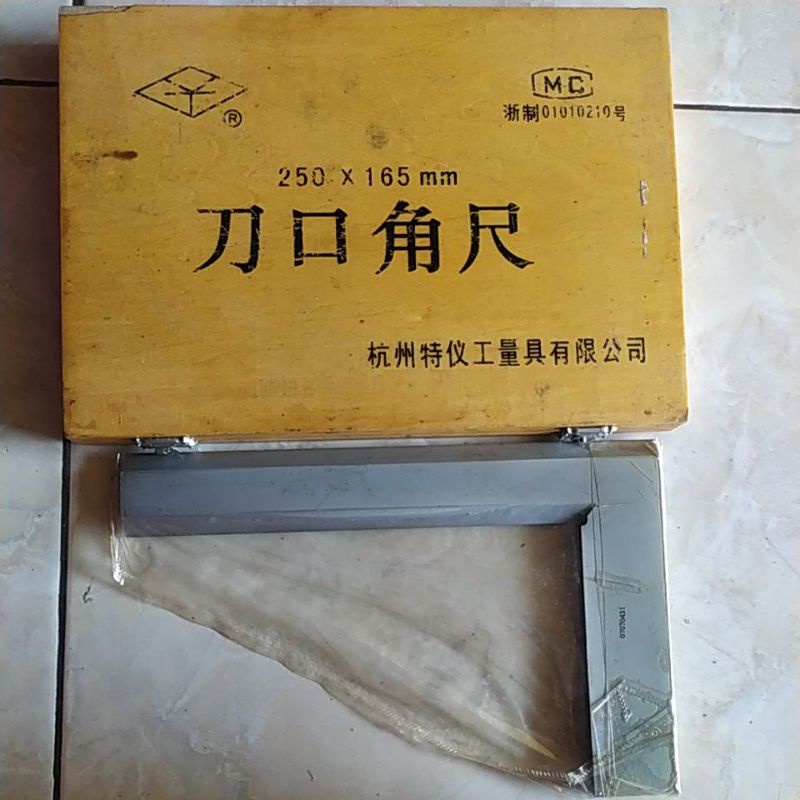 ®
MC
浙制01010210号
250 X 165 mm
刀口角尺
杭州特仪工量具有限公司
07070431